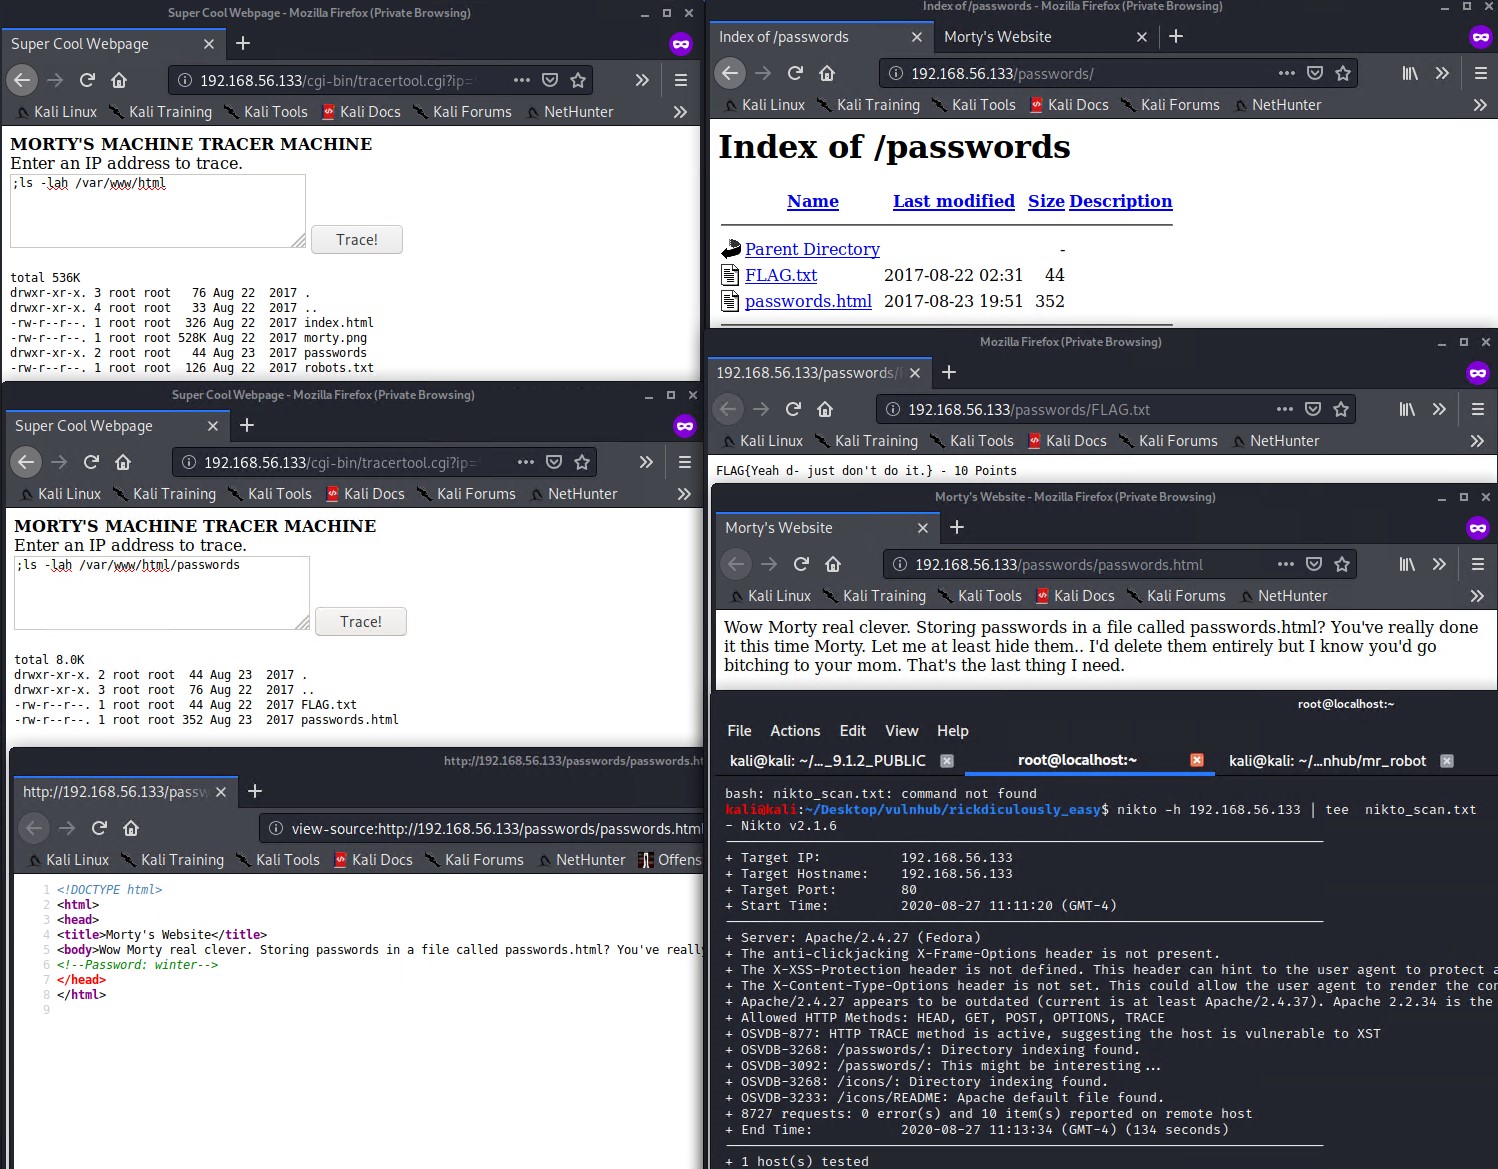 Super Cool Webpage - Mozilla Firefox (Private Browsing)
Super Cool Webpage
192.168.56.133/cgi-bin/tracertool.cgi?ip=
Kali Linux Kali Training Kali Tools Kali Docs Kali Forums NetHunter
MORTY'S MACHINE TRACER MACHINE
Enter an IP address to trace.
;ls -lah /var/www/html
Trace!
total 536K
drwxr-xr-x. 3 root root   76 Aug 22  2017 .
drwxr-xr-x. 4 root root   33 Aug 22  2017 ..
-rw-r--r--. 1 root root  326 Aug 22  2017 index.html
-rw-r--r--. 1 root root 528K Aug 22  2017 morty.png
drwxr-xr-x. 2 root root   44 Aug 23  2017 passwords
-rw-r--r--. 1 root root  126 Aug 22  2017 robots.txt
Super Cool Webpage - Mozilla Firefox (Private Browsing)
Super Cool Webpage
192.168.56.133/cgi-bin/tracertool.cgi?ip=
Kali Linux Kali Training Kali Tools Kali Docs Kali Forums NetHunter
MORTY'S MACHINE TRACER MACHINE
Enter an IP address to trace.
;ls -lah /var/www/html/passwords
Trace!
total 8.0K
drwxr-xr-x. 2 root root  44 Aug 23  2017 .
drwxr-xr-x. 3 root root  76 Aug 22  2017 ..
-rw-r--r--. 1 root root  44 Aug 22  2017 FLAG.txt
-rw-r--r--. 1 root root 352 Aug 23  2017 passwords.html
http://192.168.56.133/passwords/passwords.ht
http://192.168.56.133/passw
view-source:http://192.168.56.133/passwords/passwords.html
Kali Linux Kali Training Kali Tools Kali Docs Kali Forums NetHunter Offens
1 <!DOCTYPE html>
2 <html>
3 <head>
4 <title>Morty's Website</title>
5 <body>Wow Morty real clever. Storing passwords in a file called passwords.html? You've really
6 <!--Password: winter-->
7 </head>
8 </html>
9
Index of /passwords - Mozilla Firefox (Private Browsing)
Index of /passwords Morty's Website
192.168.56.133/passwords/
Kali Linux Kali Training Kali Tools Kali Docs Kali Forums NetHunter
Index of /passwords
Name Last modified Size Description
Parent Directory -
FLAG.txt 2017-08-22 02:31 44
passwords.html 2017-08-23 19:51 352
Mozilla Firefox (Private Browsing)
192.168.56.133/passwords/
192.168.56.133/passwords/FLAG.txt
Kali Linux Kali Training Kali Tools Kali Docs Kali Forums NetHunter
FLAG{Yeah d- just don't do it.} - 10 Points
Morty's Website - Mozilla Firefox (Private Browsing)
Morty's Website
192.168.56.133/passwords/passwords.html
Kali Linux Kali Training Kali Tools Kali Docs Kali Forums NetHunter
Wow Morty real clever. Storing passwords in a file called passwords.html? You've really done
it this time Morty. Let me at least hide them.. I'd delete them entirely but I know you'd go
bitching to your mom. That's the last thing I need.
root@localhost:~
File Actions Edit View Help
kali@kali: ~/..._9.1.2_PUBLIC root@localhost:~ kali@kali: ~/...nhub/mr_robot
bash: nikto_scan.txt: command not found
kali@kali:~/Desktop/vulnhub/rickdiculously_easy$ nikto -h 192.168.56.133 | tee  nikto_scan.txt
- Nikto v2.1.6
+ Target IP:          192.168.56.133
+ Target Hostname:    192.168.56.133
+ Target Port:        80
+ Start Time:         2020-08-27 11:11:20 (GMT-4)
+ Server: Apache/2.4.27 (Fedora)
+ The anti-clickjacking X-Frame-Options header is not present.
+ The X-XSS-Protection header is not defined. This header can hint to the user agent to protect a
+ The X-Content-Type-Options header is not set. This could allow the user agent to render the con
+ Apache/2.4.27 appears to be outdated (current is at least Apache/2.4.37). Apache 2.2.34 is the
+ Allowed HTTP Methods: HEAD, GET, POST, OPTIONS, TRACE
+ OSVDB-877: HTTP TRACE method is active, suggesting the host is vulnerable to XST
+ OSVDB-3268: /passwords/: Directory indexing found.
+ OSVDB-3092: /passwords/: This might be interesting...
+ OSVDB-3268: /icons/: Directory indexing found.
+ OSVDB-3233: /icons/README: Apache default file found.
+ 8727 requests: 0 error(s) and 10 item(s) reported on remote host
+ End Time:           2020-08-27 11:13:34 (GMT-4) (134 seconds)
+ 1 host(s) tested